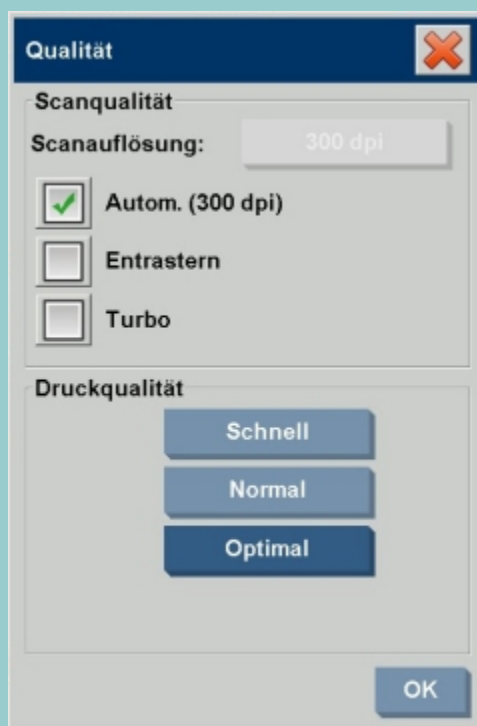 Qualität
Scanqualität
Scanauflösung: 300 dpi
Autom. (300 dpi)
Entrastern
Turbo
Druckqualität
Schnell
Normal
Optimal
OK